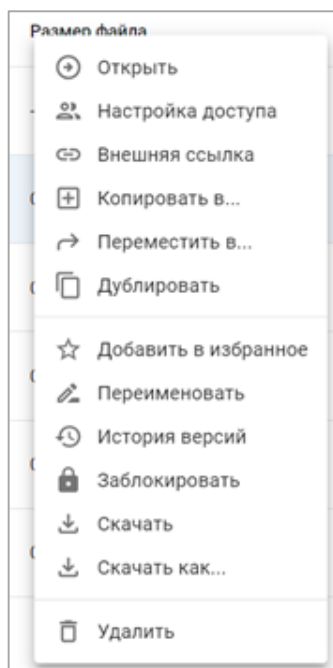 Размер файла
Открыть
Настройка доступа
Внешняя ссылка
Копировать в...
Переместить в...
Дублировать
Добавить в избранное
Переименовать
История версий
Заблокировать
Скачать
Скачать как...
Удалить